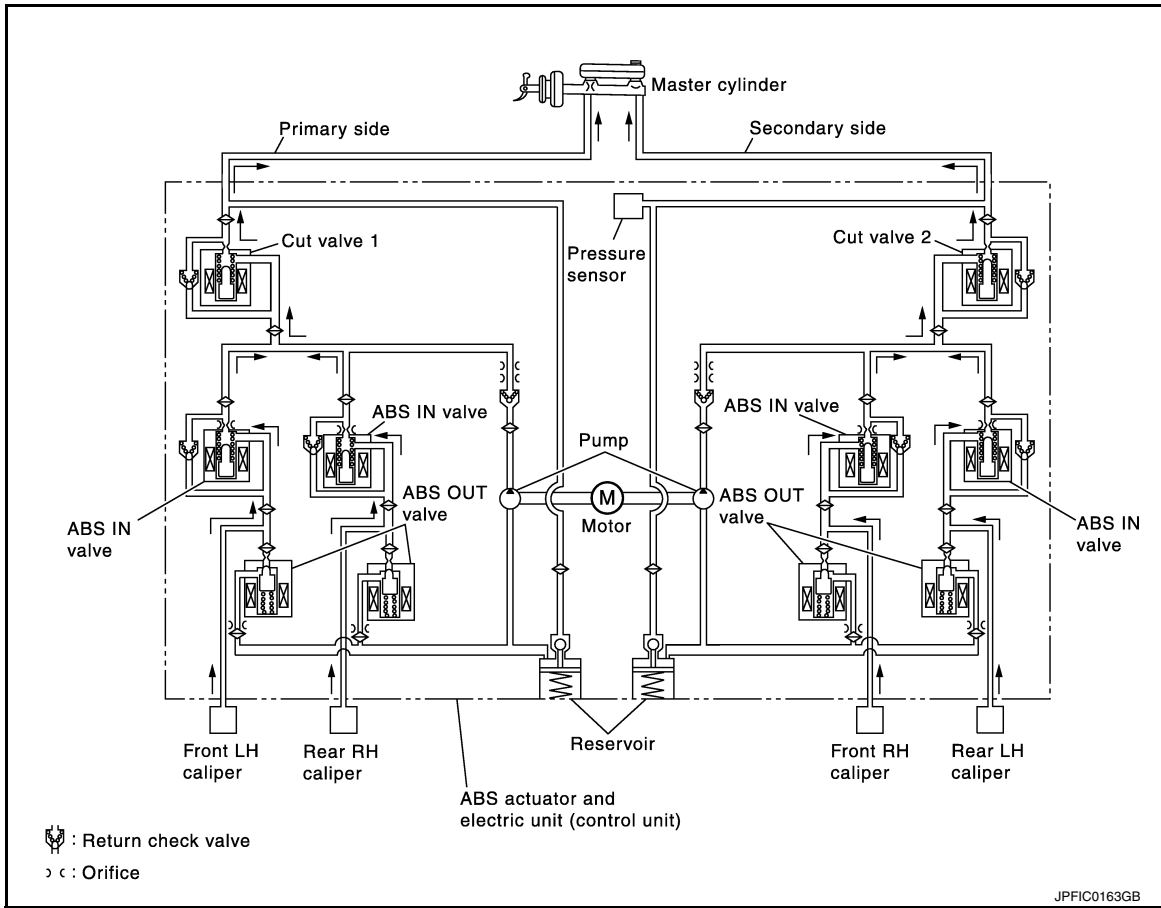 Master cylinder
Primary side
Secondary side
Pressure
sensor
Cut valve 1
Cut valve 2
ABS IN valve
ABS IN valve
Pump
ABS OUT
valve
M
Motor
ABS OUT
valve
ABS IN
valve
ABS IN
valve
Reservoir
Front LH
caliper
Rear RH
caliper
Front RH
caliper
Rear LH
caliper
ABS actuator and
electric unit (control unit)
: Return check valve
: Orifice
JPFIC0163GB